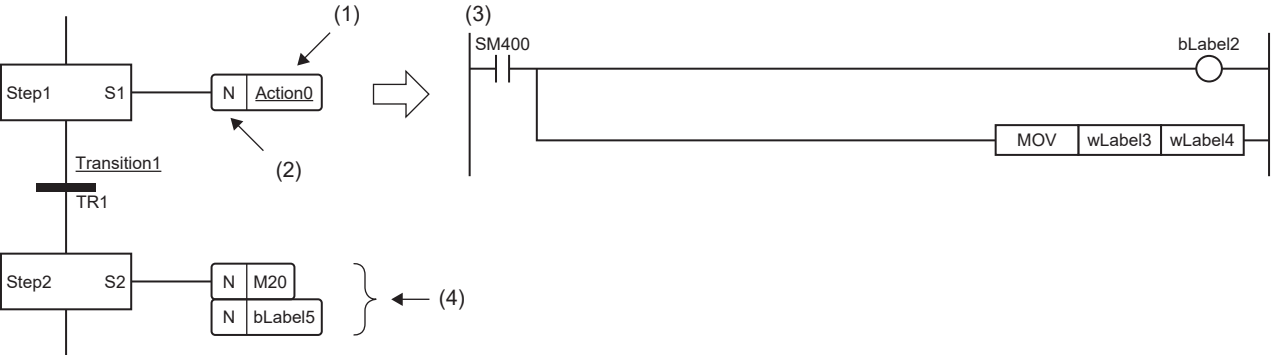 (1)
(3)
SM400
bLabel2
Step1 S1 N Action0
(2)
MOV wLabel3 wLabel4
Transition1
TR1
Step2 S2 N M20
(4)
N bLabel5